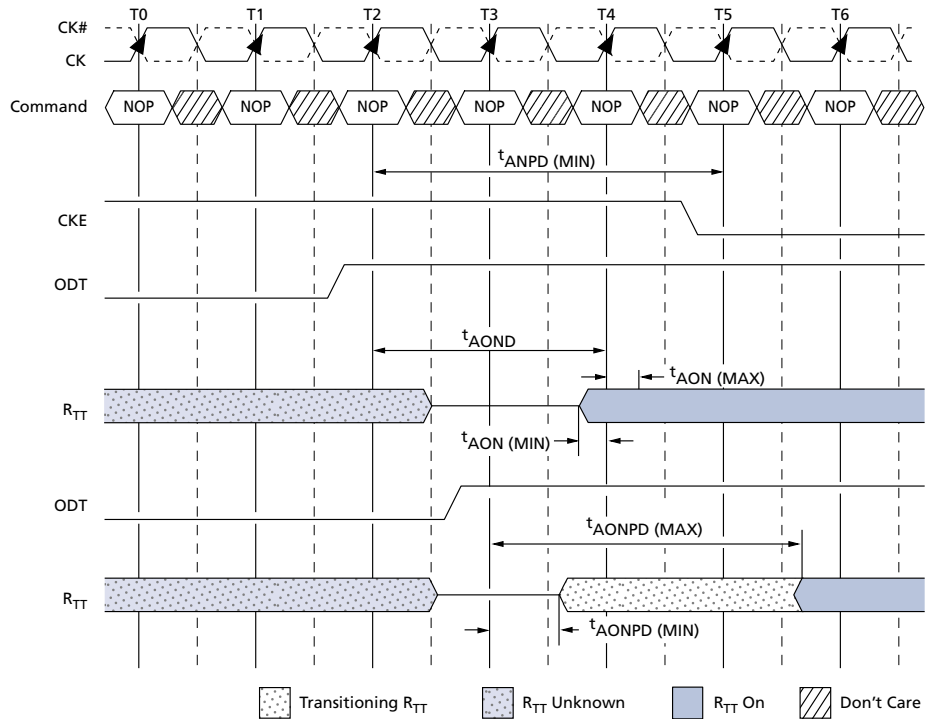 T0 T1 T2 T3 T4 T5 T6
CK#
CK
Command NOP NOP NOP NOP NOP NOP NOP
tANPD (MIN)
CKE
ODT
tAOND
tAON (MAX)
RTT
tAON (MIN)
ODT
tAONPD (MAX)
RTT
tAONPD (MIN)
Transitioning RTT RTT Unknown RTT On Don't Care